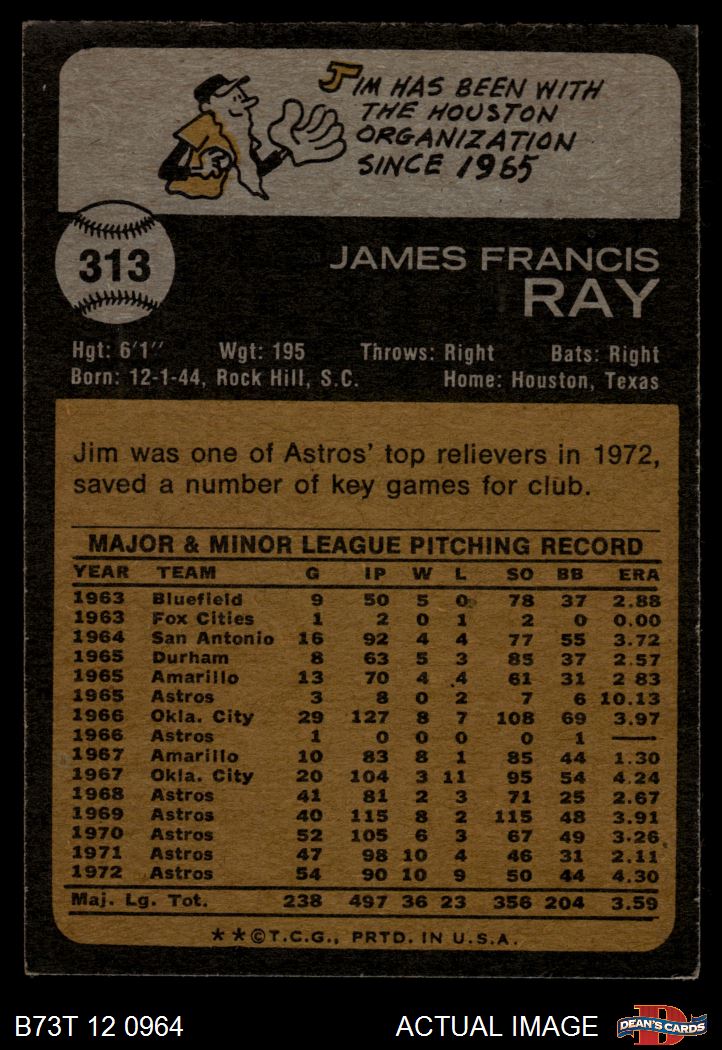 JIM HAS BEEN WITH
THE HOUSTON
ORGANIZATION
SINCE 1965
313
JAMES FRANCIS
RAY
Hgt: 6'1" Wgt: 195 Throws: Right Bats: Right
Born: 12-1-44, Rock Hill, S.C. Home: Houston, Texas
Jim was one of Astros' top relievers in 1972,
saved a number of key games for club.
MAJOR & MINOR LEAGUE PITCHING RECORD
YEAR TEAM G IP W L SO BB ERA
1963 Bluefield 9 50 5 0 78 37 2.88
1963 Fox Cities 1 2 0 1 2 0 0.00
1964 San Antonio 16 92 4 4 77 55 3.72
1965 Durham 8 63 5 3 85 37 2.57
1965 Amarillo 13 70 4 4 61 31 2 83
1965 Astros 3 8 0 2 7 6 10.13
1966 Okla. City 29 127 8 7 108 69 3.97
1966 Astros 1 0 0 0 0 1 —
1967 Amarillo 10 83 8 1 85 44 1.30
1967 Okla. City 20 104 3 11 95 54 4.24
1968 Astros 41 81 2 3 71 25 2.67
1969 Astros 40 115 8 2 115 48 3.91
1970 Astros 52 105 6 3 67 49 3.26
1971 Astros 47 98 10 4 46 31 2.11
1972 Astros 54 90 10 9 50 44 4.30
Maj. Lg. Tot. 238 497 36 23 356 204 3.59
**©T.C.G., PRTD. IN U.S.A.
B73T 12 0964 ACTUAL IMAGE D DEAN'S CARDS